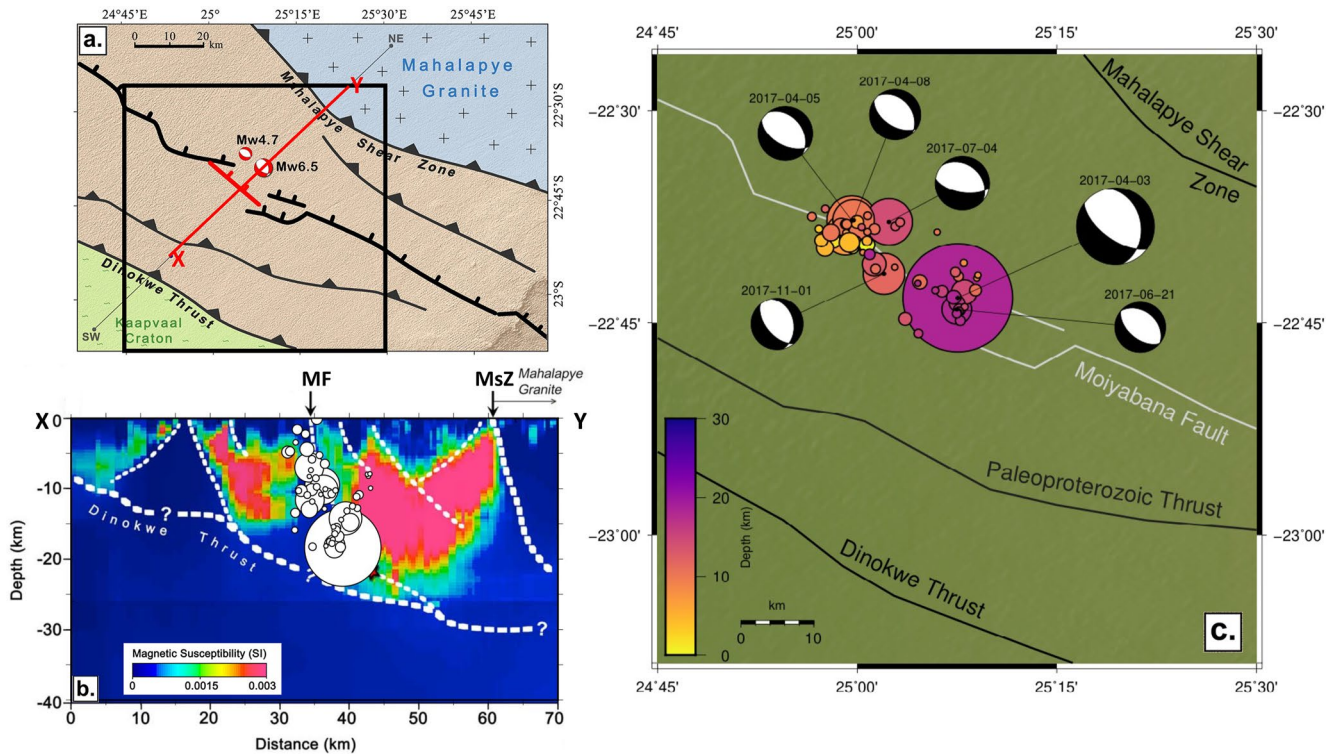 24°45'E
25°
25°15'E
25°30'E
25°45'E
a.
0 10 20
km
NE
Mahalapye
Granite
Y
Mahalapye Shear Zone
22°30'S
Mw4.7
Mw6.5
22°45'S
X
Dinokwe Thrust
23°S
Kaapvaal
Craton
SW
MF
MsZ
Mahalapye
Granite
X
Y
0
-10
-20
-30
-40
Depth (km)
Dinokwe Thrust
?
?
?
Magnetic Susceptibility (SI)
0 0.0015 0.003
b.
0 10 20 30 40 50 60 70
Distance (km)
24°45'
25°00'
25°15'
25°30'
−22°30'
−22°45'
−23°00'
2017-04-08
2017-04-05
2017-07-04
2017-04-03
2017-11-01
2017-06-21
Mahalapye Shear
Zone
Moiyabana Fault
Paleoproterozoic Thrust
Dinokwe Thrust
30
20
10
0
Depth (km)
km
0 10
c.
24°45'
25°00'
25°15'
25°30'